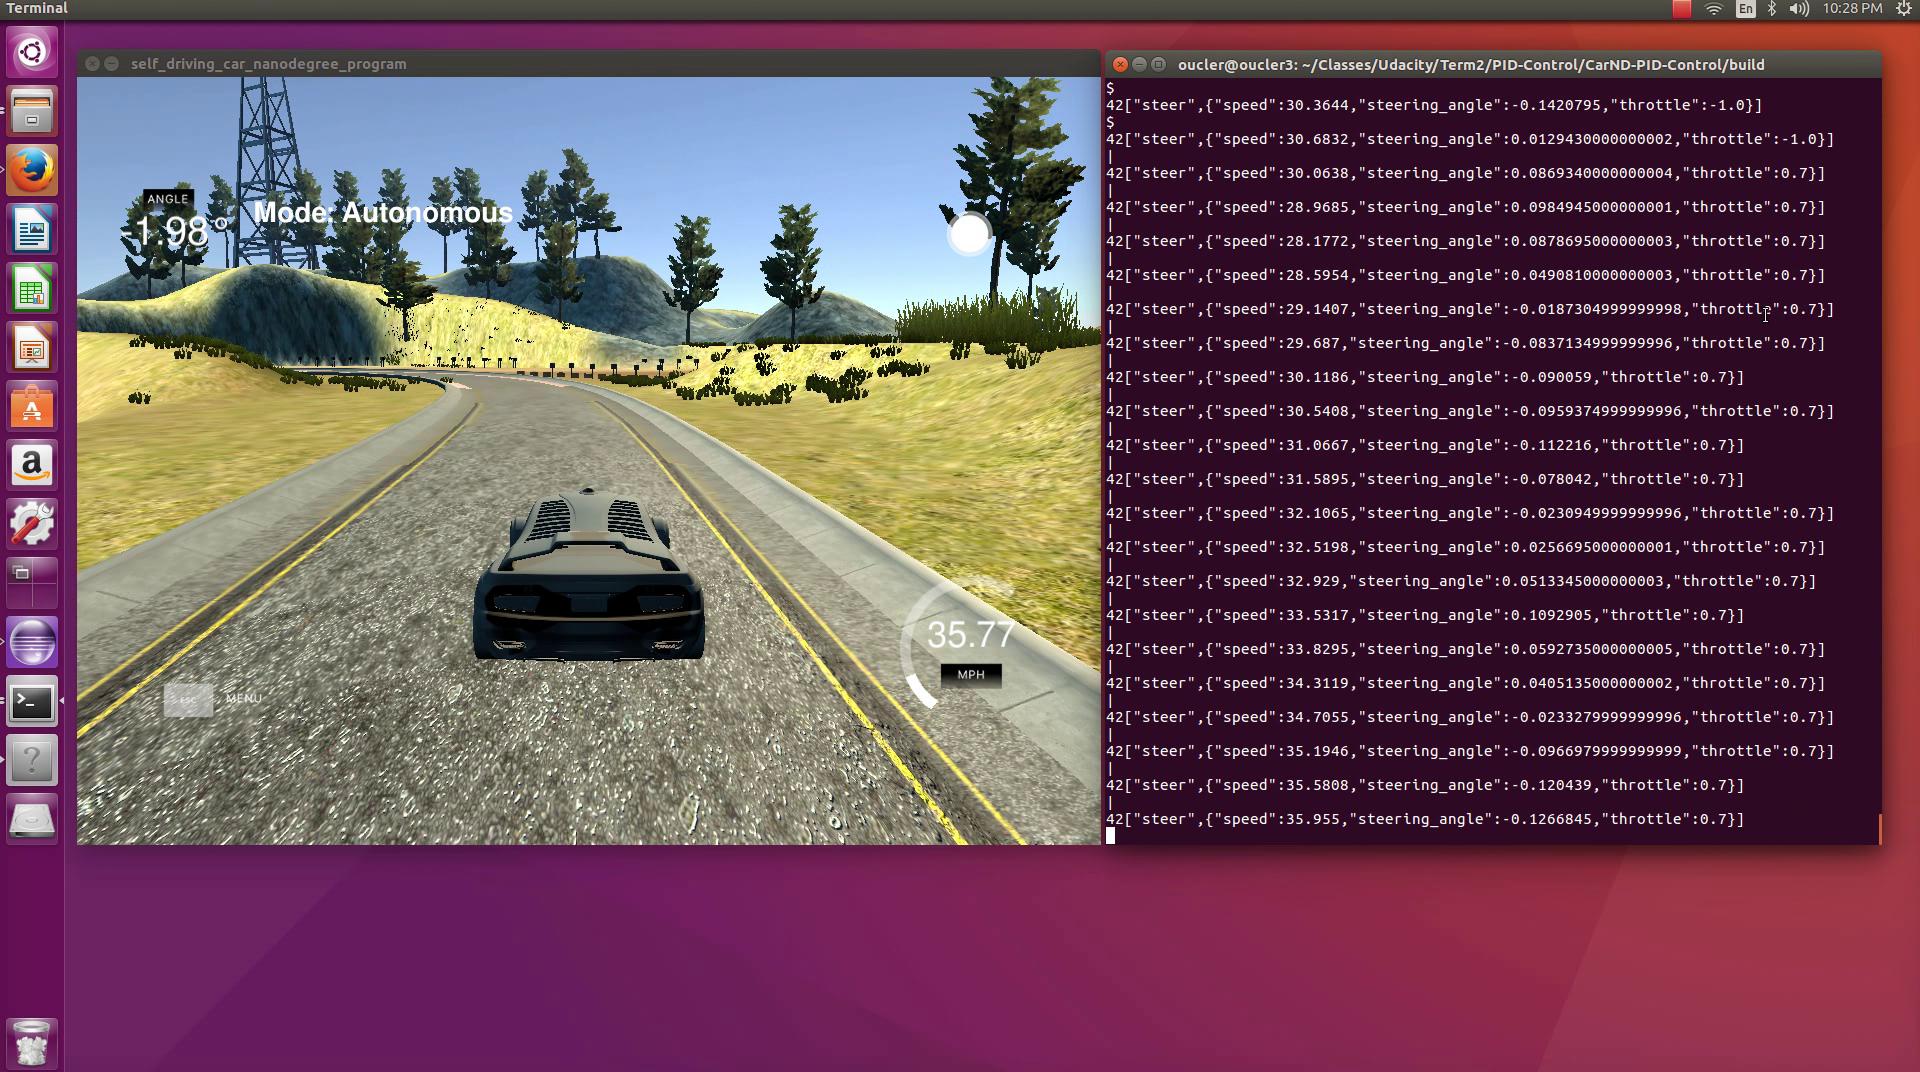 Terminal
En
10:28 PM
self_driving_car_nanodegree_program
ANGLE
-1.98°
Mode: Autonomous
35.77
MPH
ESC
MENU
oucler@oucler3: ~/Classes/Udacity/Term2/PID-Control/CarND-PID-Control/build
$
42["steer",{"speed":30.3644,"steering_angle":-0.1420795,"throttle":-1.0}]
$
42["steer",{"speed":30.6832,"steering_angle":0.0129430000000002,"throttle":-1.0}]
|
42["steer",{"speed":30.0638,"steering_angle":0.0869340000000004,"throttle":0.7}]
|
42["steer",{"speed":28.9685,"steering_angle":0.0984945000000001,"throttle":0.7}]
|
42["steer",{"speed":28.1772,"steering_angle":0.0878695000000003,"throttle":0.7}]
|
42["steer",{"speed":28.5954,"steering_angle":0.0490810000000003,"throttle":0.7}]
|
42["steer",{"speed":29.1407,"steering_angle":-0.0187304999999998,"throttle":0.7}]
|
42["steer",{"speed":29.687,"steering_angle":-0.0837134999999996,"throttle":0.7}]
|
42["steer",{"speed":30.1186,"steering_angle":-0.090059,"throttle":0.7}]
|
42["steer",{"speed":30.5408,"steering_angle":-0.0959374999999996,"throttle":0.7}]
|
42["steer",{"speed":31.0667,"steering_angle":-0.112216,"throttle":0.7}]
|
42["steer",{"speed":31.5895,"steering_angle":-0.078042,"throttle":0.7}]
|
42["steer",{"speed":32.1065,"steering_angle":-0.0230949999999996,"throttle":0.7}]
|
42["steer",{"speed":32.5198,"steering_angle":0.0256695000000001,"throttle":0.7}]
|
42["steer",{"speed":32.929,"steering_angle":0.0513345000000003,"throttle":0.7}]
|
42["steer",{"speed":33.5317,"steering_angle":0.1092905,"throttle":0.7}]
|
42["steer",{"speed":33.8295,"steering_angle":0.0592735000000005,"throttle":0.7}]
|
42["steer",{"speed":34.3119,"steering_angle":0.0405135000000002,"throttle":0.7}]
|
42["steer",{"speed":34.7055,"steering_angle":-0.0233279999999996,"throttle":0.7}]
|
42["steer",{"speed":35.1946,"steering_angle":-0.0966979999999999,"throttle":0.7}]
|
42["steer",{"speed":35.5808,"steering_angle":-0.120439,"throttle":0.7}]
|
42["steer",{"speed":35.955,"steering_angle":-0.1266845,"throttle":0.7}]